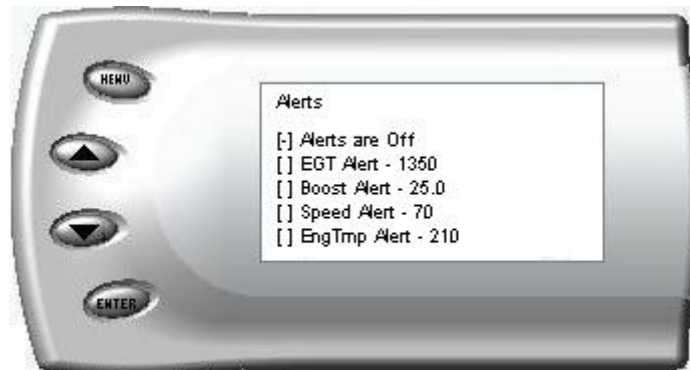 MENU
Alerts
[-] Alerts are Off
[ ] EGT Alert - 1350
[ ] Boost Alert - 25.0
[ ] Speed Alert - 70
[ ] EngTmp Alert - 210
ENTER